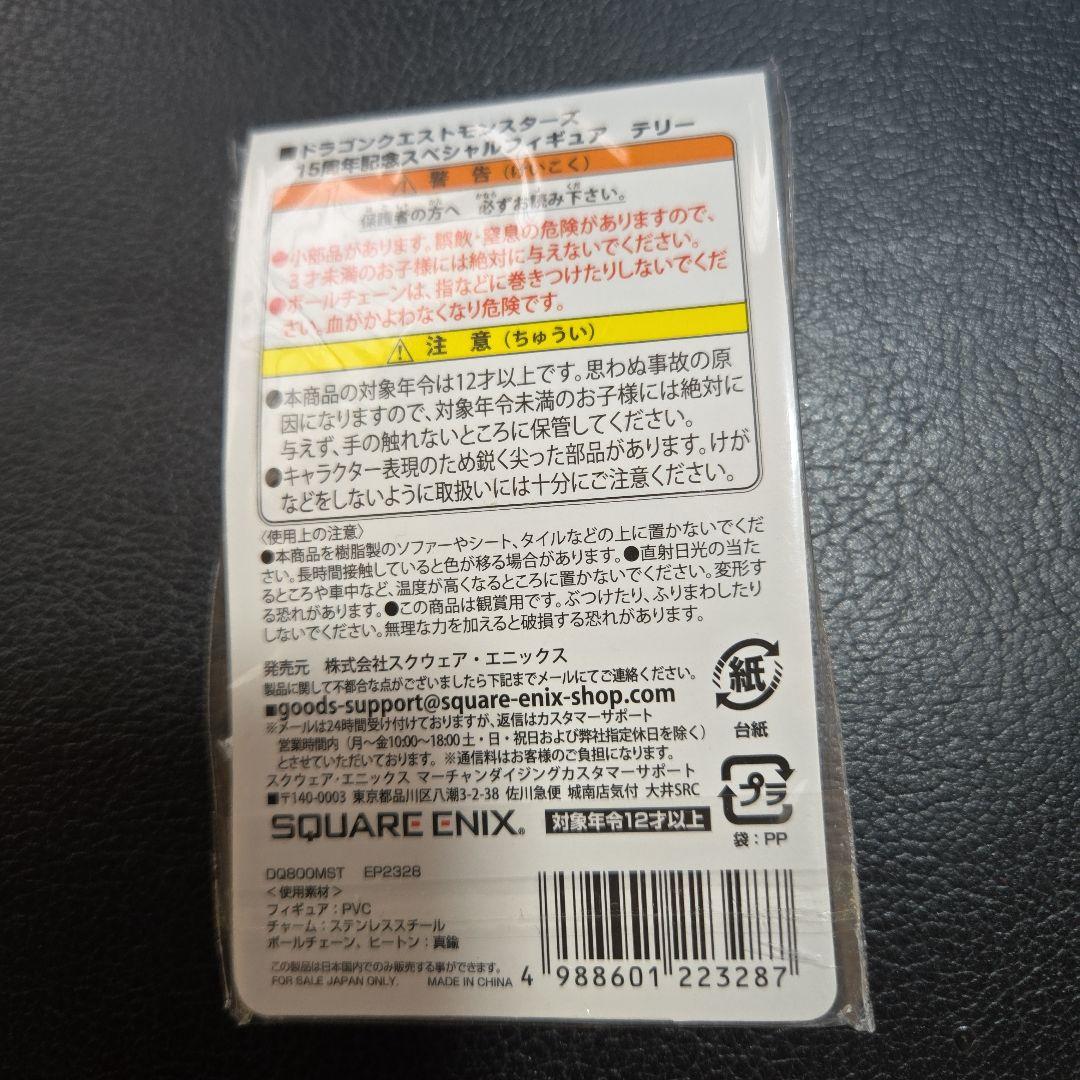 ■ドラゴンクエストモンスターズ
15周年記念スペシャルフィギュア テリー
警 告 (けいこく)
保護者の方へ 必ずお読み下さい。
●小部品があります。誤飲・窒息の危険がありますので、
3才未満のお子様には絶対に与えないでください。
●ボールチェーンは、指などに巻きつけたりしないでくだ
さい。血がかよわなくなり危険です。
注 意 (ちゅうい)
●本商品の対象年令は12才以上です。思わぬ事故の原
因になりますので、対象年令未満のお子様には絶対に
与えず、手の触れないところに保管してください。
●キャラクター表現のため鋭く尖った部品があります。けが
などをしないように取扱いには十分にご注意ください。
〈使用上の注意〉
●本商品を樹脂製のソファーやシート、タイルなどの上に置かないでくだ
さい。長時間接触していると色が移る場合があります。●直射日光の当た
るところや車中など、温度が高くなるところに置かないでください。変形す
る恐れがあります。●この商品は観賞用です。ぶつけたり、ふりまわしたり
しないでください。無理な力を加えると破損する恐れがあります。
発売元 株式会社スクウェア・エニックス
製品に関して不都合な点がございましたら下記までメールにてご連絡ください。
■goods-support@square-enix-shop.com
※メールは24時間受け付けておりますが、返信はカスタマーサポート
営業時間内(月〜金10:00〜18:00 土・日・祝日および弊社指定休日を除く)
とさせていただいております。 ※通信料はお客様のご負担になります。
スクウェア・エニックス マーチャンダイジングカスタマーサポート
■〒140-0003 東京都品川区八潮3-2-38 佐川急便 城南店気付 大井SRC
紙
台紙
プラ
袋:PP
SQUARE ENIX®
対象年令12才以上
DQ800MST EP2328
<使用素材>
フィギュア:PVC
チャーム:ステンレススチール
ボールチェーン、ヒートン:真鍮
この製品は日本国内でのみ販売する事ができます。
FOR SALE JAPAN ONLY. MADE IN CHINA
4 988601 223287